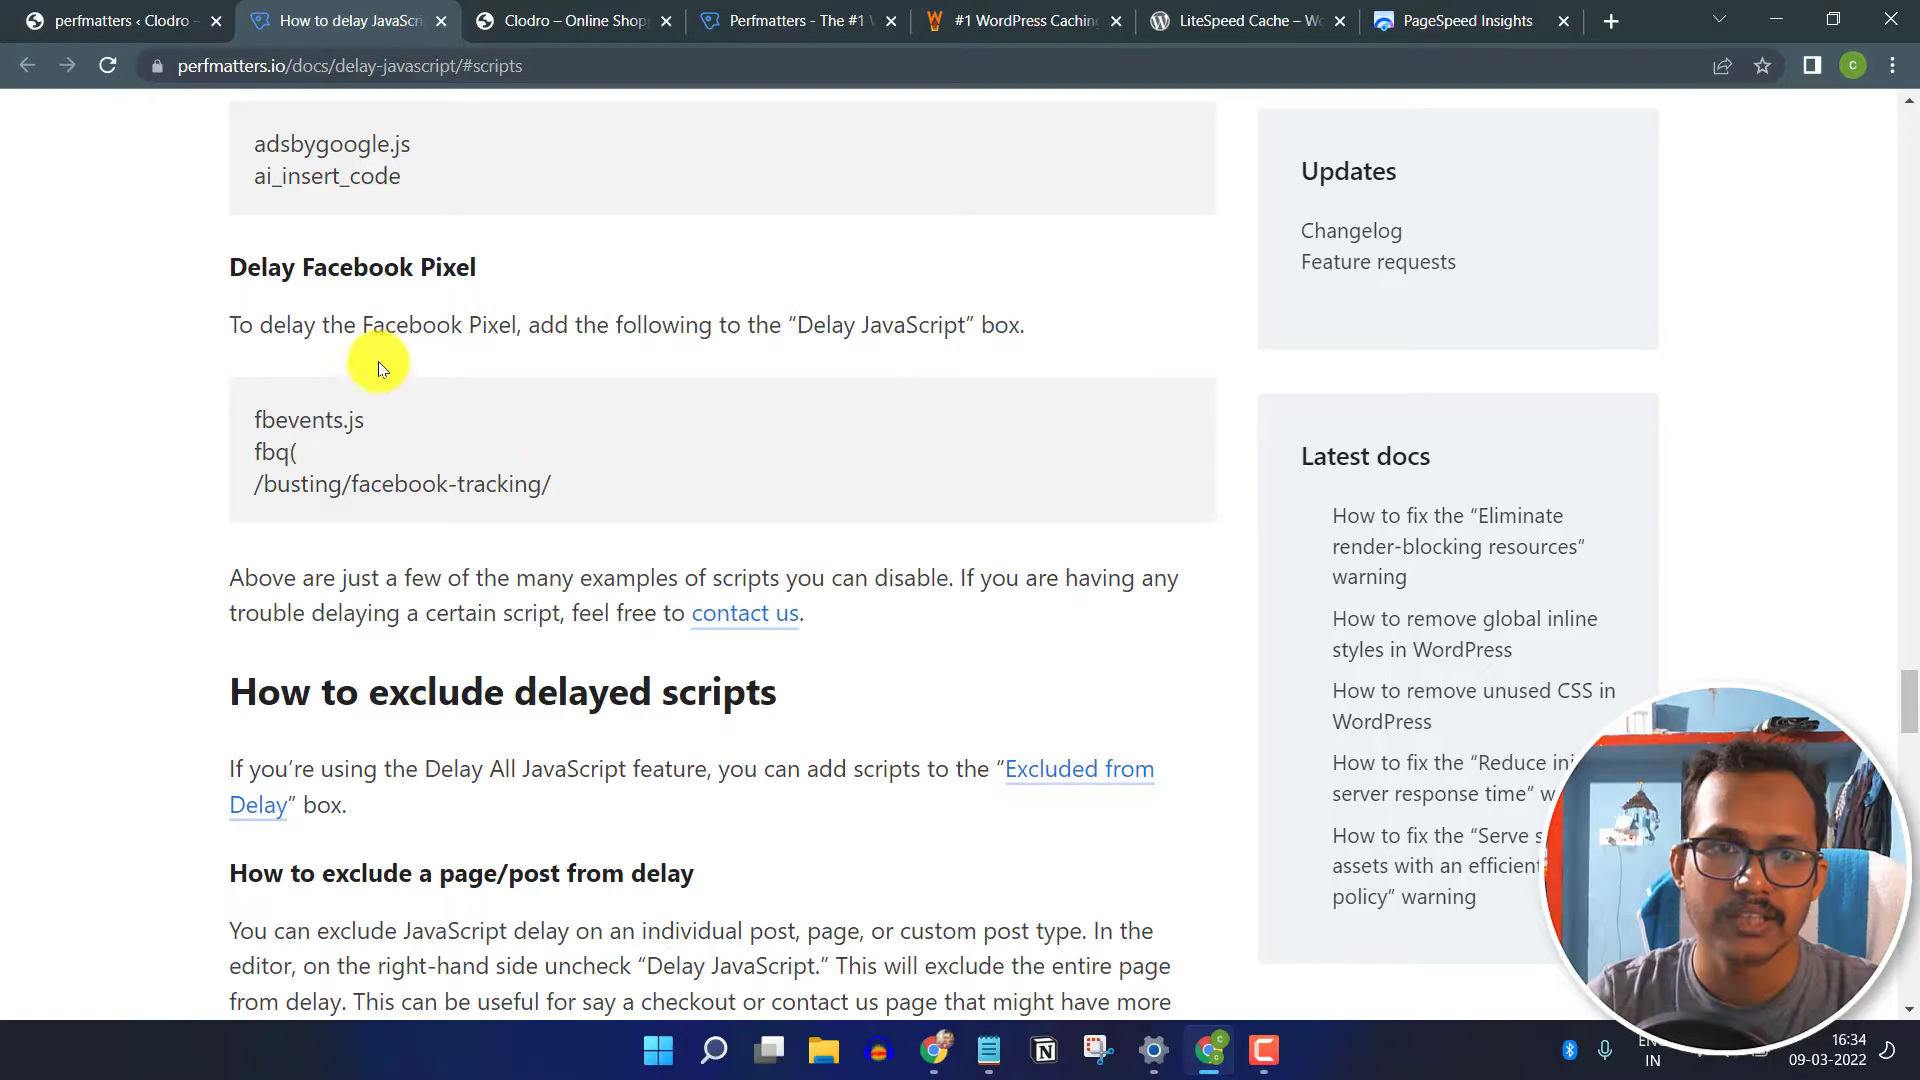 perfmatters ‹ Clodro –
How to delay JavaScri
Clodro – Online Shop
Perfmatters - The #1
#1 WordPress Caching
LiteSpeed Cache – Wo
PageSpeed Insights
perfmatters.io/docs/delay-javascript/#scripts
C
adsbygoogle.js
ai_insert_code
Delay Facebook Pixel
To delay the Facebook Pixel, add the following to the “Delay JavaScript” box.
fbevents.js
fbq(
/busting/facebook-tracking/
Above are just a few of the many examples of scripts you can disable. If you are having any
trouble delaying a certain script, feel free to contact us.
How to exclude delayed scripts
If you’re using the Delay All JavaScript feature, you can add scripts to the “Excluded from
Delay” box.
How to exclude a page/post from delay
You can exclude JavaScript delay on an individual post, page, or custom post type. In the
editor, on the right-hand side uncheck “Delay JavaScript.” This will exclude the entire page
from delay. This can be useful for say a checkout or contact us page that might have more
Updates
Changelog
Feature requests
Latest docs
How to fix the “Eliminate
render-blocking resources”
warning
How to remove global inline
styles in WordPress
How to remove unused CSS in
WordPress
How to fix the “Reduce ini
server response time” w
How to fix the “Serve s
assets with an efficient
policy” warning
IN
16:34
09-03-2022